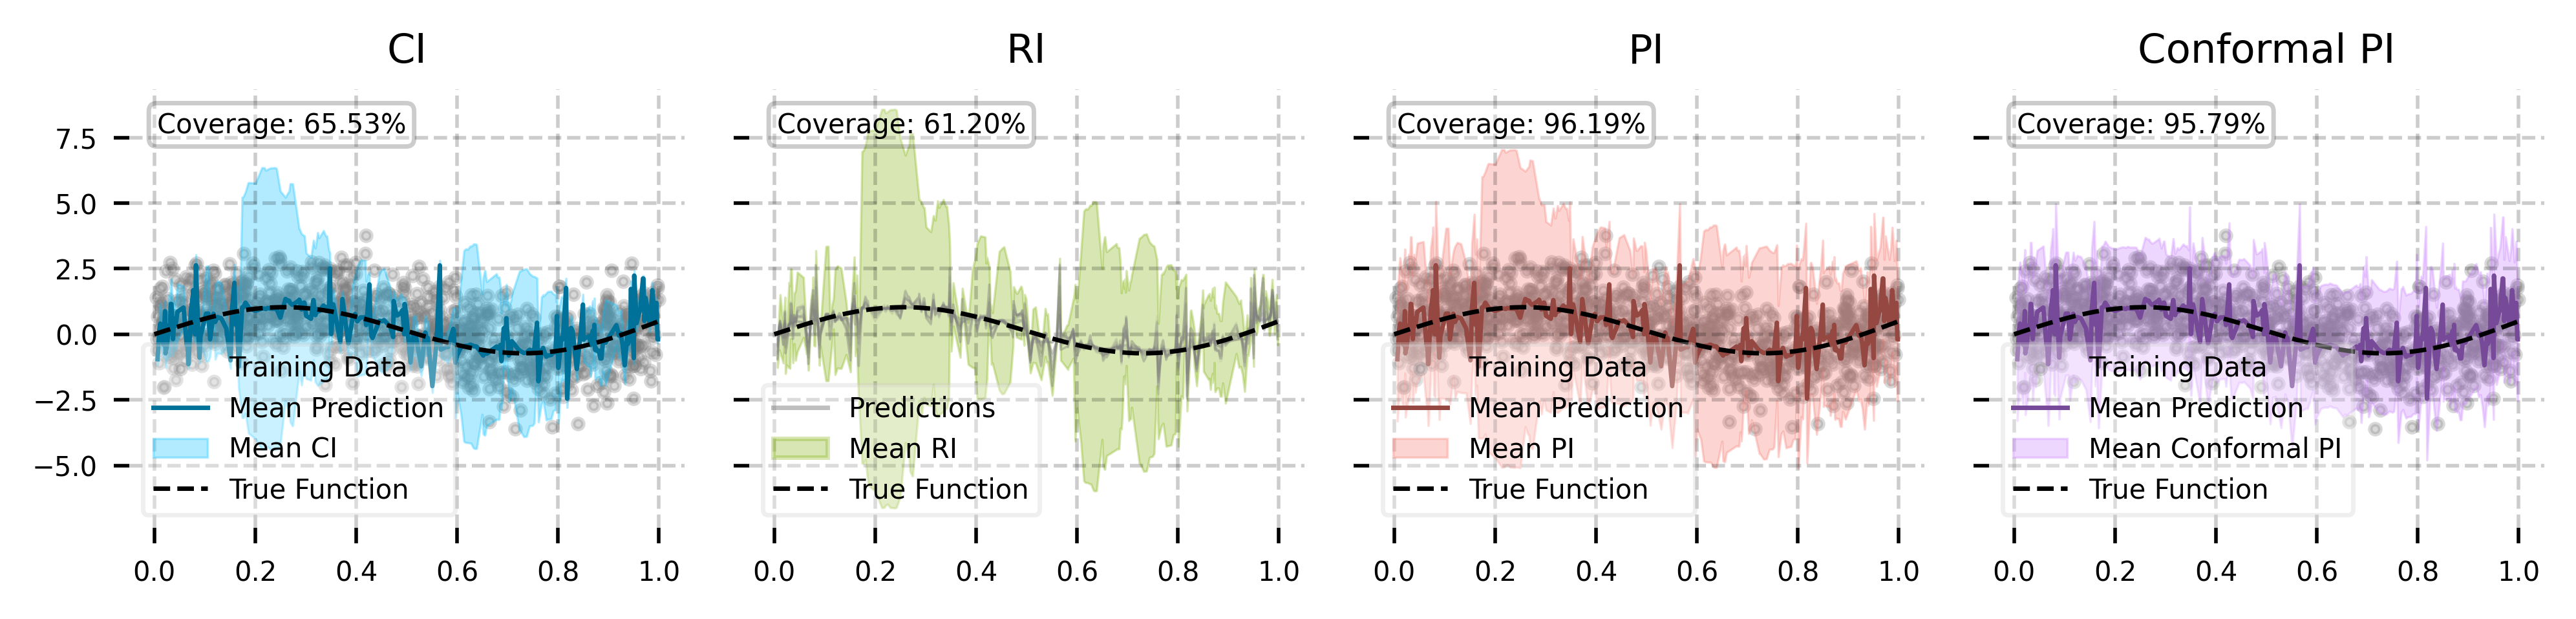 CI
RI
PI
Conformal PI
Coverage: 65.53%
Coverage: 61.20%
Coverage: 96.19%
Coverage: 95.79%
7.5
5.0
2.5
0.0
−2.5
−5.0
Training Data
Mean Prediction
Mean CI
True Function
Predictions
Mean RI
True Function
Training Data
Mean Prediction
Mean PI
True Function
Training Data
Mean Prediction
Mean Conformal PI
True Function
0.0 0.2 0.4 0.6 0.8 1.0
0.0 0.2 0.4 0.6 0.8 1.0
0.0 0.2 0.4 0.6 0.8 1.0
0.0 0.2 0.4 0.6 0.8 1.0